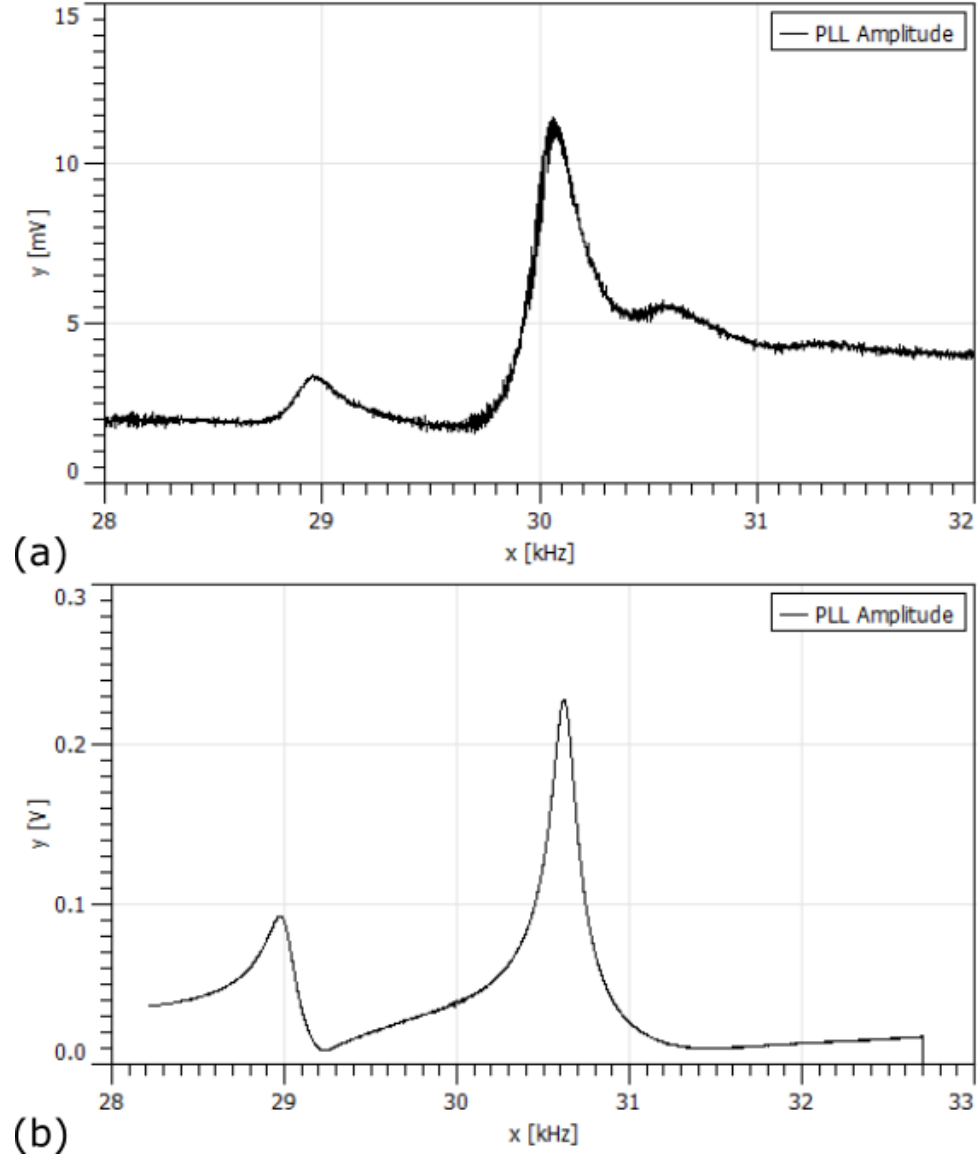 15
PLL Amplitude
10
y [mV]
5
0
28 29 30 31 32
x [kHz]
(a)
0.3
PLL Amplitude
0.2
y [V]
0.1
0.0
28 29 30 31 32 33
x [kHz]
(b)